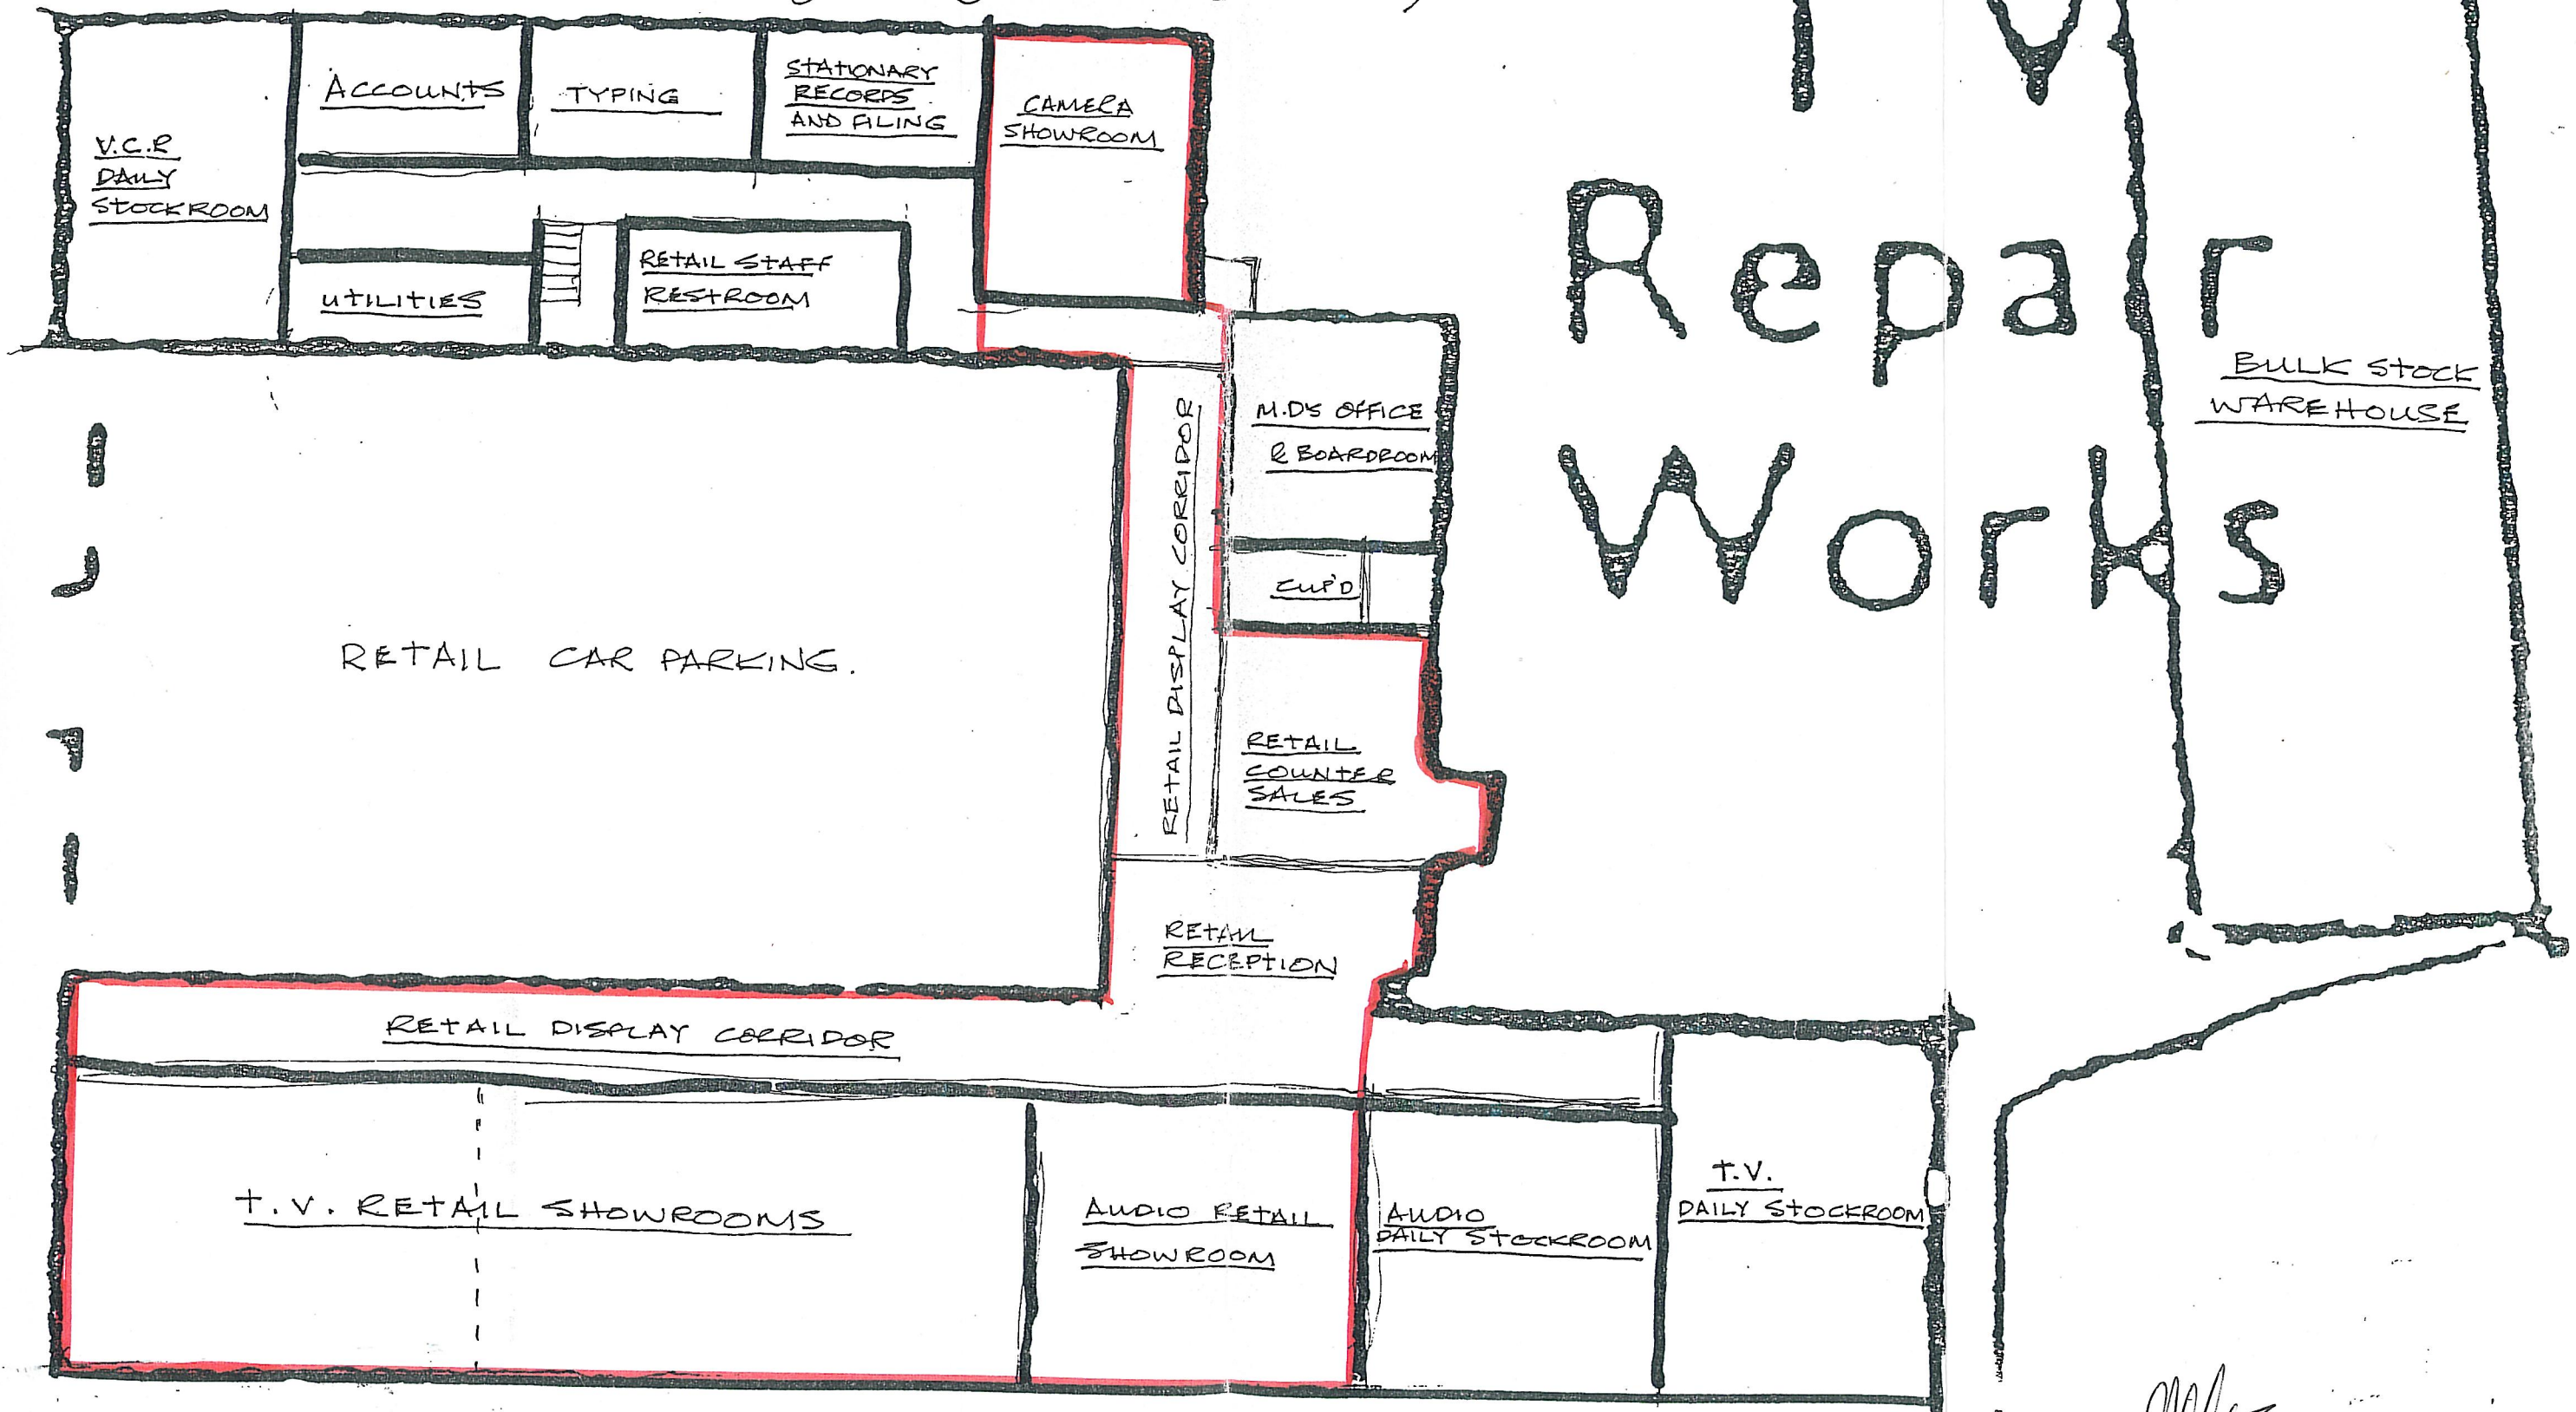 V.C.R
DAILY
STOCKROOM
ACCOUNTS
TYPING
STATIONARY
RECORDS
AND FILING
CAMERA
SHOWROOM
UTILITIES
RETAIL STAFF
RESTROOM
TV
Repair
Works
BULK STOCK
WAREHOUSE
M.D'S OFFICE
& BOARDROOM
CUP'D
RETAIL DISPLAY CORRIDOR
RETAIL CAR PARKING.
RETAIL
COUNTER
SALES
RETAIL
RECEPTION
RETAIL DISPLAY CORRIDOR
T.V. RETAIL SHOWROOMS
AUDIO RETAIL
SHOWROOM
AUDIO
DAILY STOCKROOM
T.V.
DAILY STOCKROOM